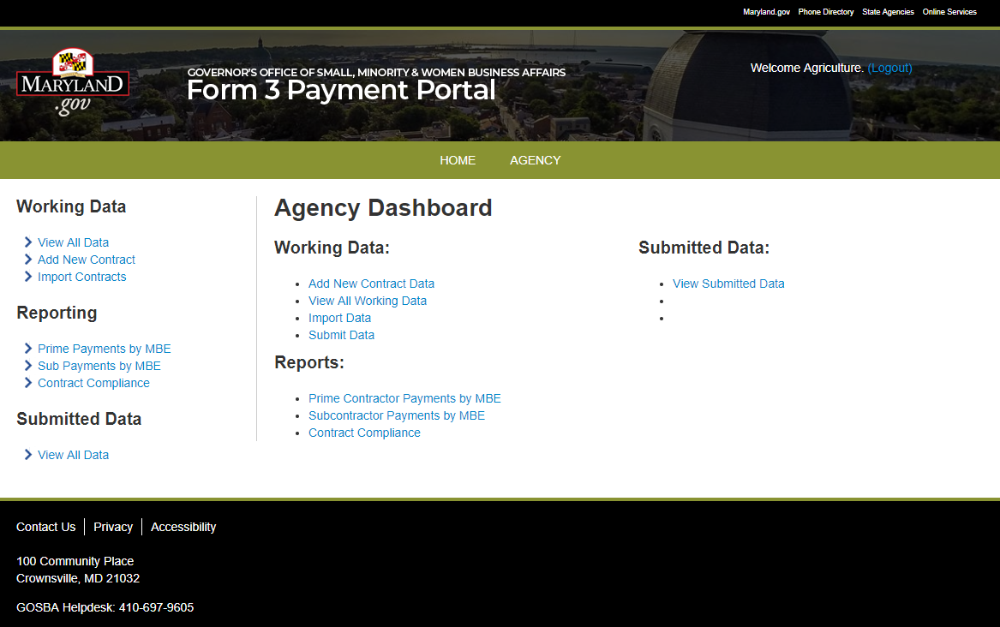 Maryland.gov Phone Directory State Agencies Online Services
MARYLAND
.gov
GOVERNOR'S OFFICE OF SMALL, MINORITY & WOMEN BUSINESS AFFAIRS
Form 3 Payment Portal
Welcome Agriculture. (Logout)
HOME AGENCY
Working Data
View All Data
Add New Contract
Import Contracts
Reporting
Prime Payments by MBE
Sub Payments by MBE
Contract Compliance
Submitted Data
View All Data
Agency Dashboard
Working Data:
Add New Contract Data
View All Working Data
Import Data
Submit Data
Reports:
Prime Contractor Payments by MBE
Subcontractor Payments by MBE
Contract Compliance
Submitted Data:
View Submitted Data
Contact Us Privacy Accessibility
100 Community Place
Crownsville, MD 21032
GOSBA Helpdesk: 410-697-9605